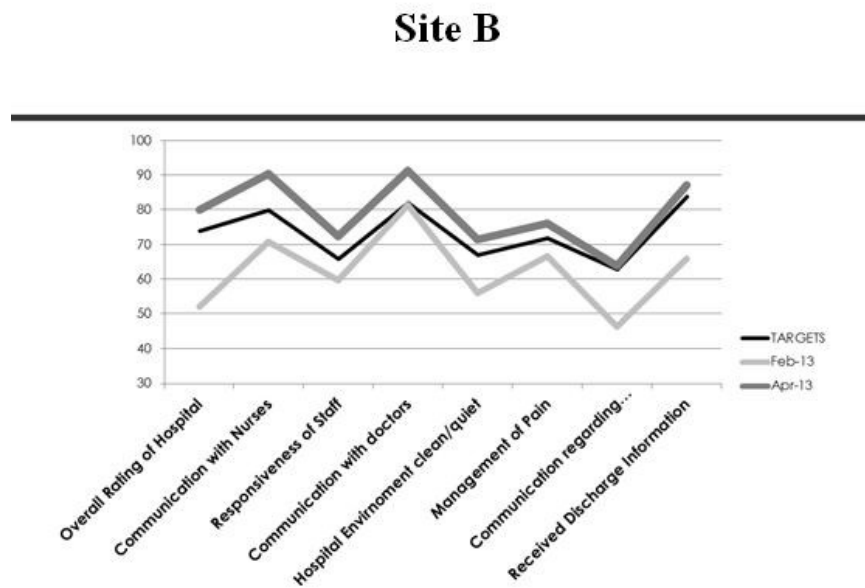 Site B
100
90
80
70
60
50
40
30
TARGETS
Feb-13
Apr-13
Overall Rating of Hospital
Communication with Nurses
Responsiveness of Staff
Communication with doctors
Hospital Envirnoment clean/quiet
Management of Pain
Communication regarding...
Received Discharge Information